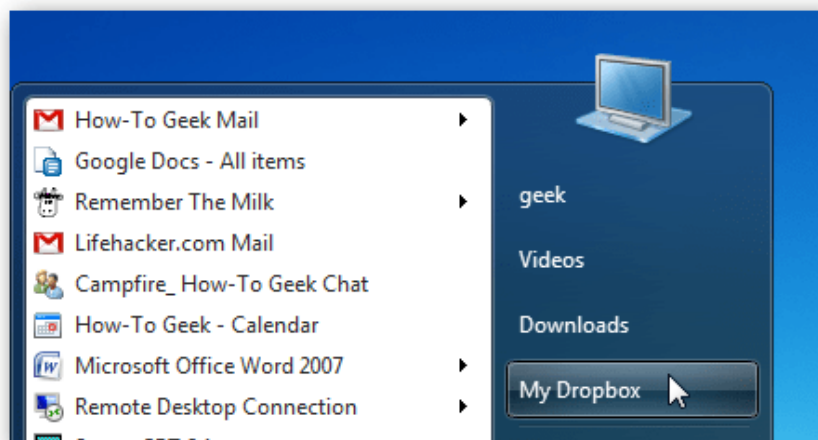 How-To Geek Mail
Google Docs - All items
Remember The Milk
Lifehacker.com Mail
Campfire_ How-To Geek Chat
How-To Geek - Calendar
Microsoft Office Word 2007
Remote Desktop Connection
geek
Videos
Downloads
My Dropbox